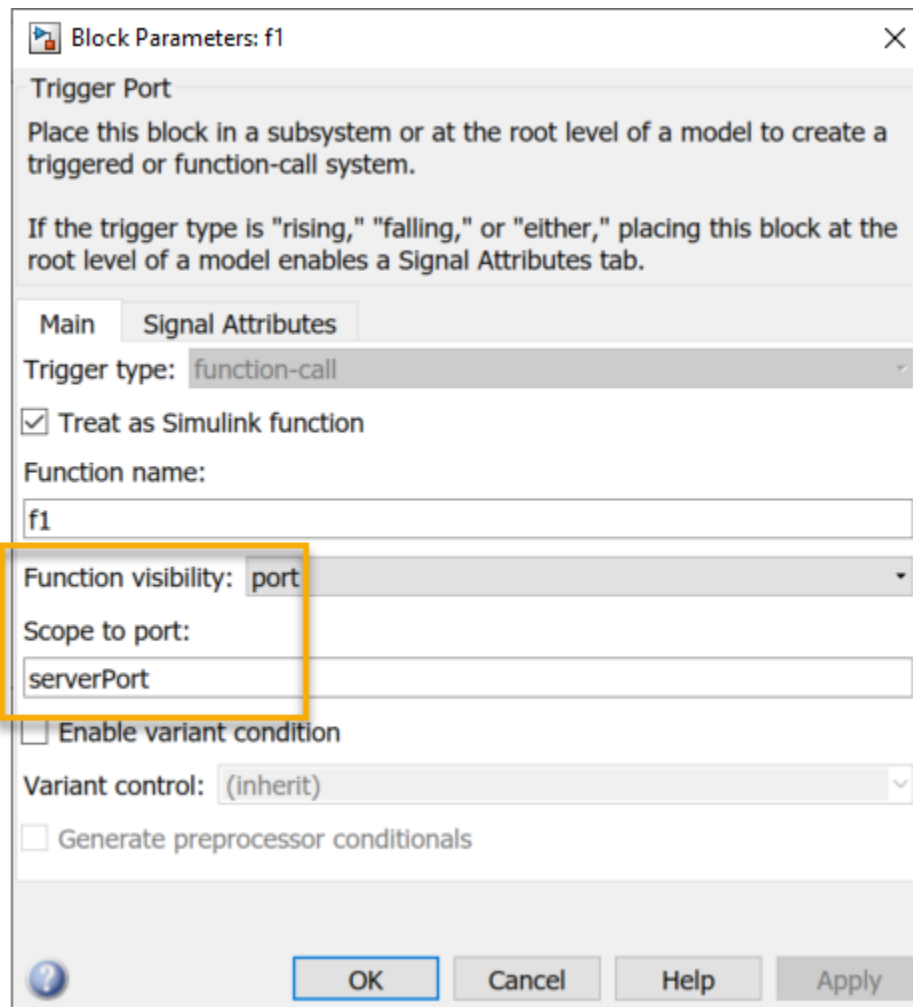 Block Parameters: f1
Trigger Port
Place this block in a subsystem or at the root level of a model to create a
triggered or function-call system.
If the trigger type is "rising," "falling," or "either," placing this block at the
root level of a model enables a Signal Attributes tab.
Main Signal Attributes
Trigger type: function-call
Treat as Simulink function
Function name:
f1
Function visibility: port
Scope to port:
serverPort
Enable variant condition
Variant control: (inherit)
Generate preprocessor conditionals
? OK Cancel Help Apply